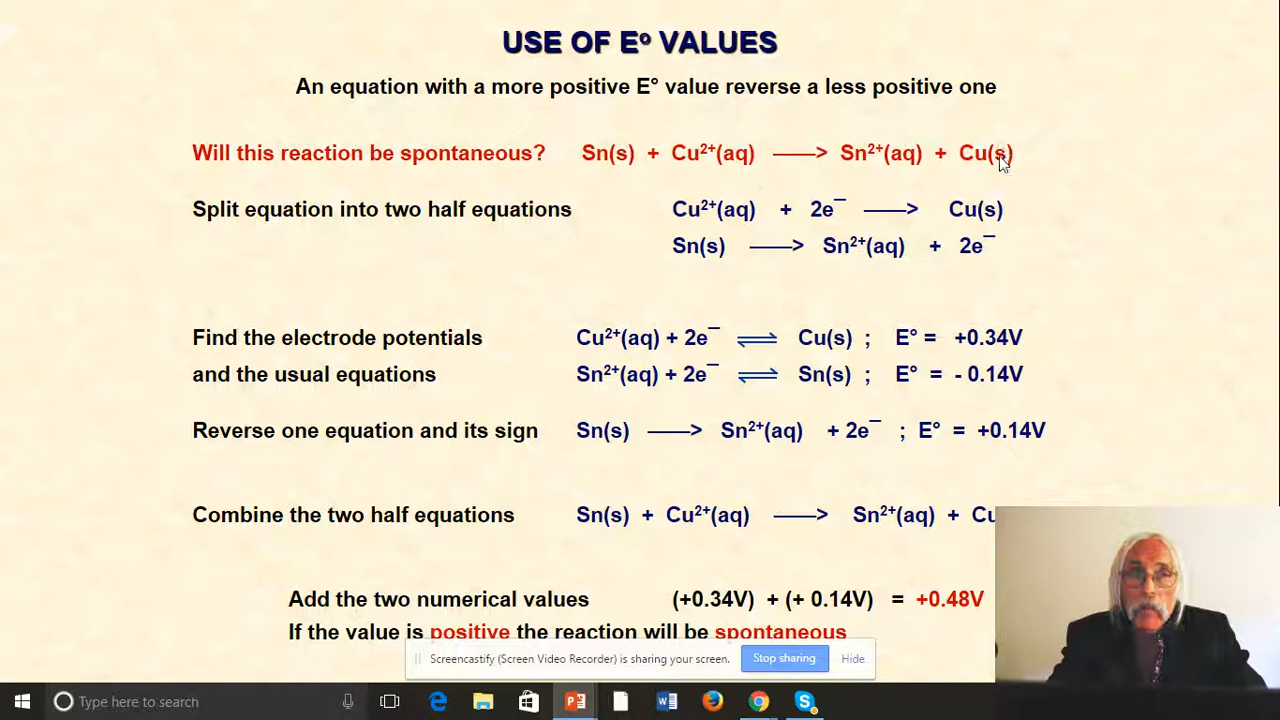 USE OF Eº VALUES
An equation with a more positive E° value reverse a less positive one
Will this reaction be spontaneous? Sn(s) + Cu²⁺(aq) ——> Sn²⁺(aq) + Cu(s)
Split equation into two half equations Cu²⁺(aq) + 2e¯ ——> Cu(s)
Sn(s) ——> Sn²⁺(aq) + 2e¯
Find the electrode potentials Cu²⁺(aq) + 2e¯ ⇌ Cu(s) ; E° = +0.34V
and the usual equations Sn²⁺(aq) + 2e¯ ⇌ Sn(s) ; E° = - 0.14V
Reverse one equation and its sign Sn(s) ——> Sn²⁺(aq) + 2e¯ ; E° = +0.14V
Combine the two half equations Sn(s) + Cu²⁺(aq) ——> Sn²⁺(aq) + Cu
Add the two numerical values (+0.34V) + (+ 0.14V) = +0.48V
If the value is positive the reaction will be spontaneous
Screencastify (Screen Video Recorder) is sharing your screen. Stop sharing Hide
Type here to search